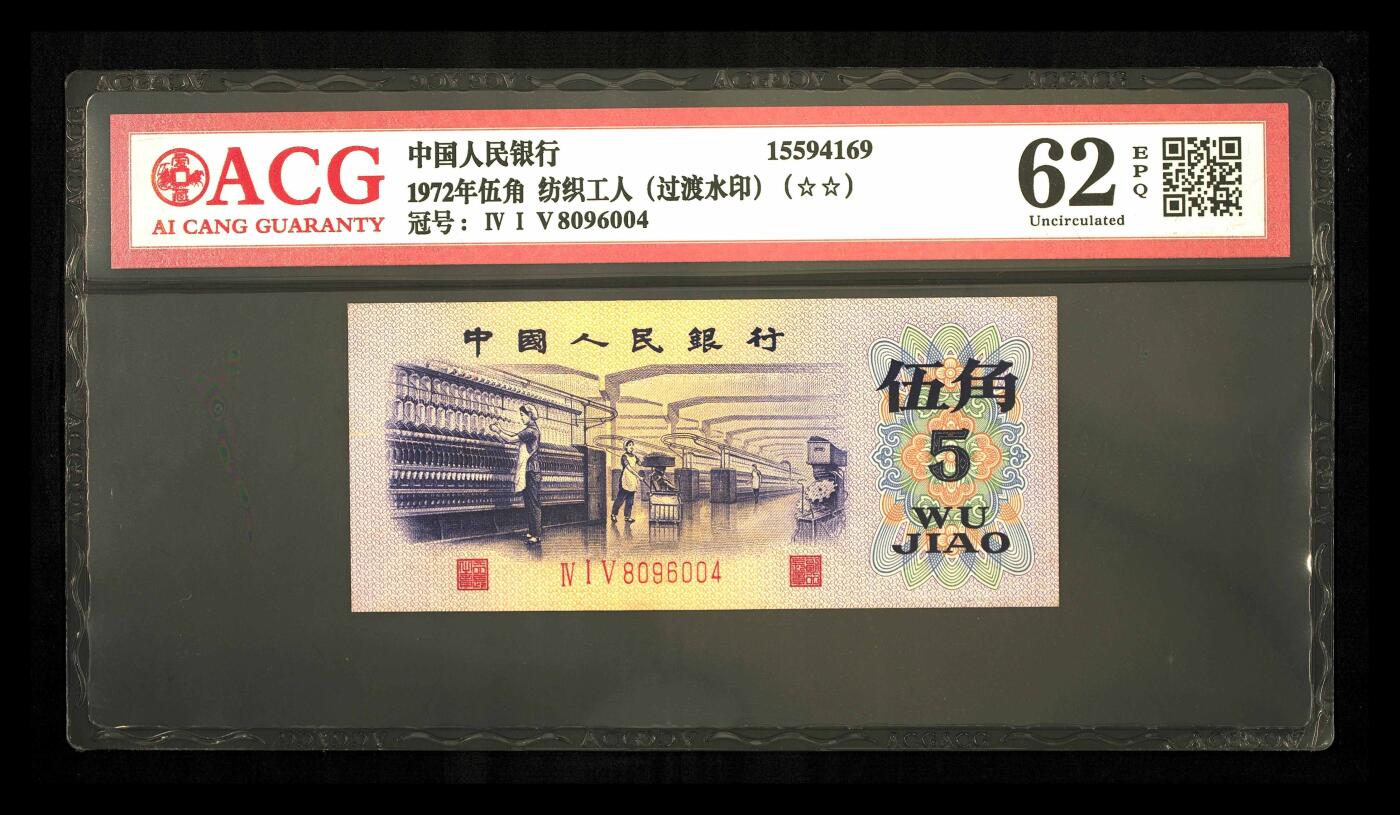 ACG
AI CANG GUARANTY
中国人民银行 15594169
1972年伍角 纺织工人（过渡水印）（☆☆）
冠号：Ⅳ Ⅰ Ⅴ 8096004
62 EPQ
Uncirculated
中國人民銀行
伍角
5
WU
JIAO
ⅣⅠⅤ8096004